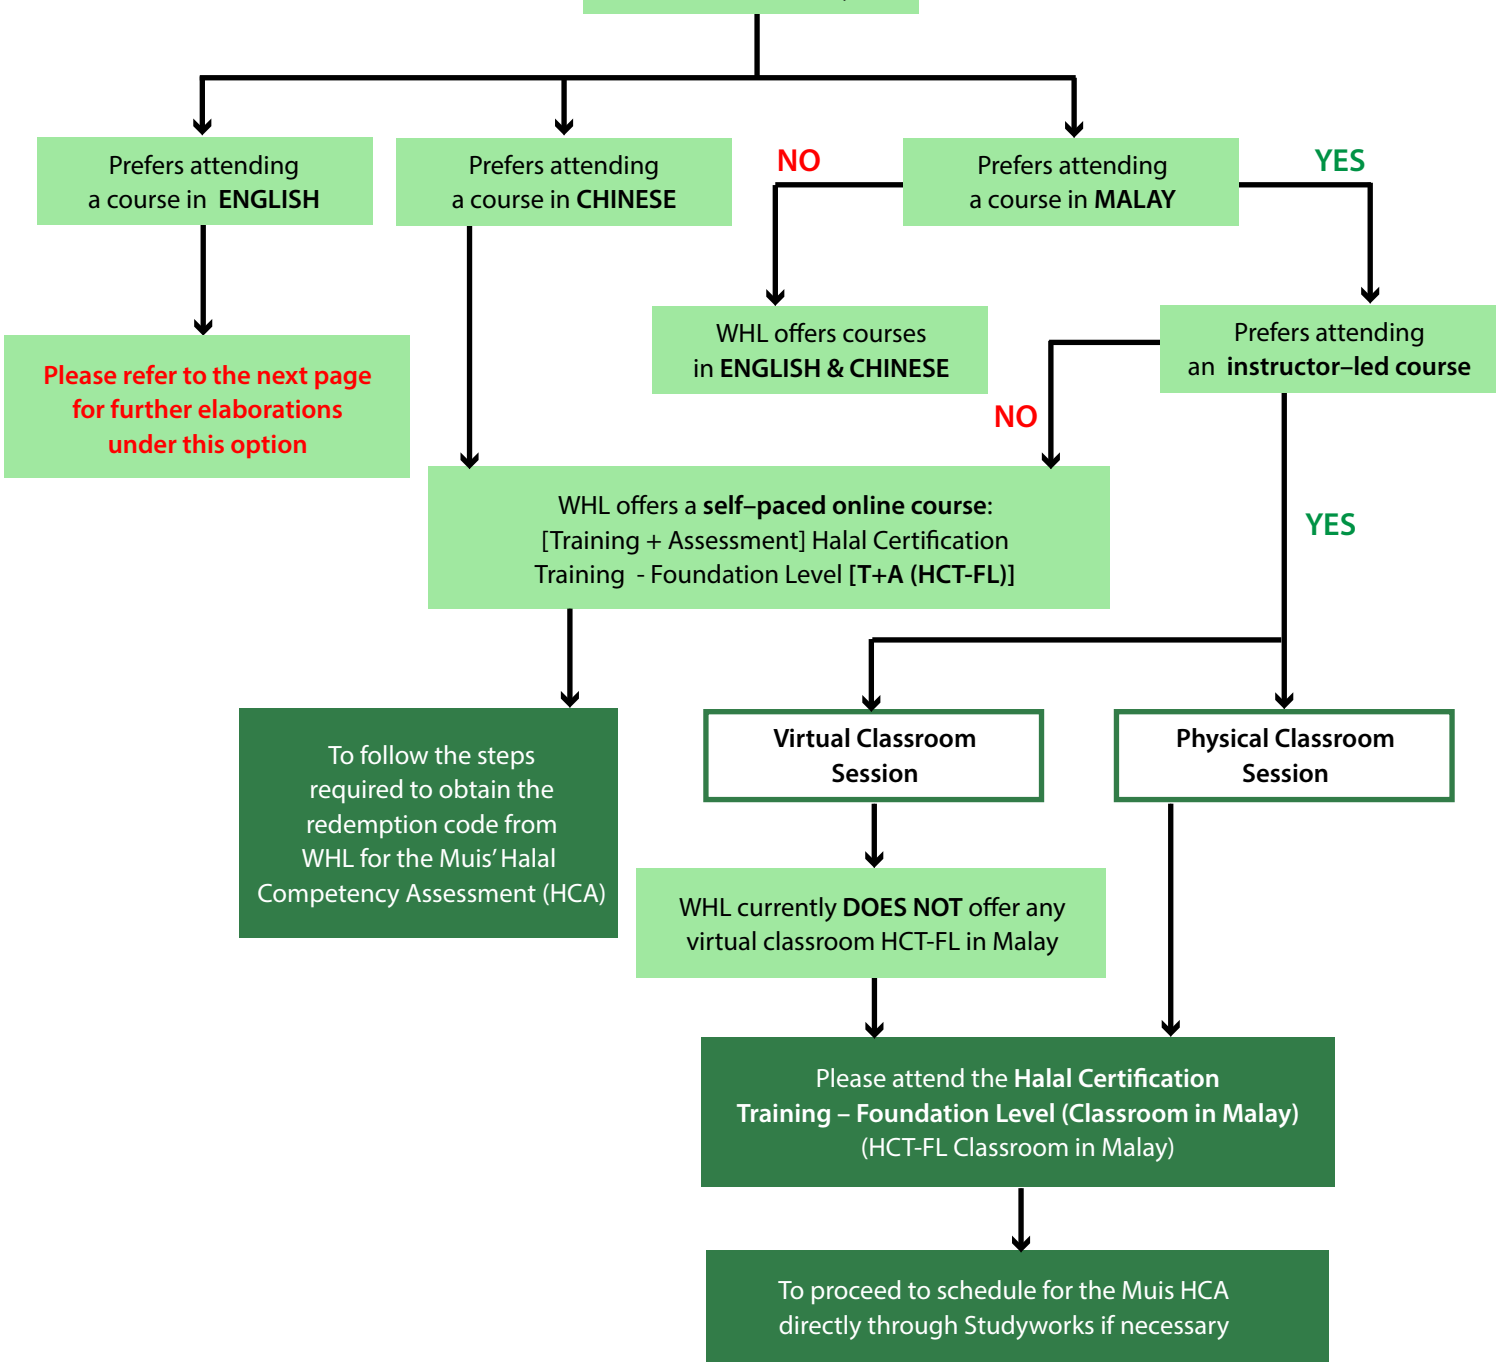 Prefers attending
a course in ENGLISH
Prefers attending
a course in CHINESE
NO
Prefers attending
a course in MALAY
YES
Please refer to the next page
for further elaborations
under this option
WHL offers courses
in ENGLISH & CHINESE
Prefers attending
an instructor–led course
NO
WHL offers a self–paced online course:
[Training + Assessment] Halal Certification
Training - Foundation Level [T+A (HCT-FL)]
YES
To follow the steps
required to obtain the
redemption code from
WHL for the Muis’ Halal
Competency Assessment (HCA)
Virtual Classroom
Session
Physical Classroom
Session
WHL currently DOES NOT offer any
virtual classroom HCT-FL in Malay
Please attend the Halal Certification
Training – Foundation Level (Classroom in Malay)
(HCT-FL Classroom in Malay)
To proceed to schedule for the Muis HCA
directly through Studyworks if necessary